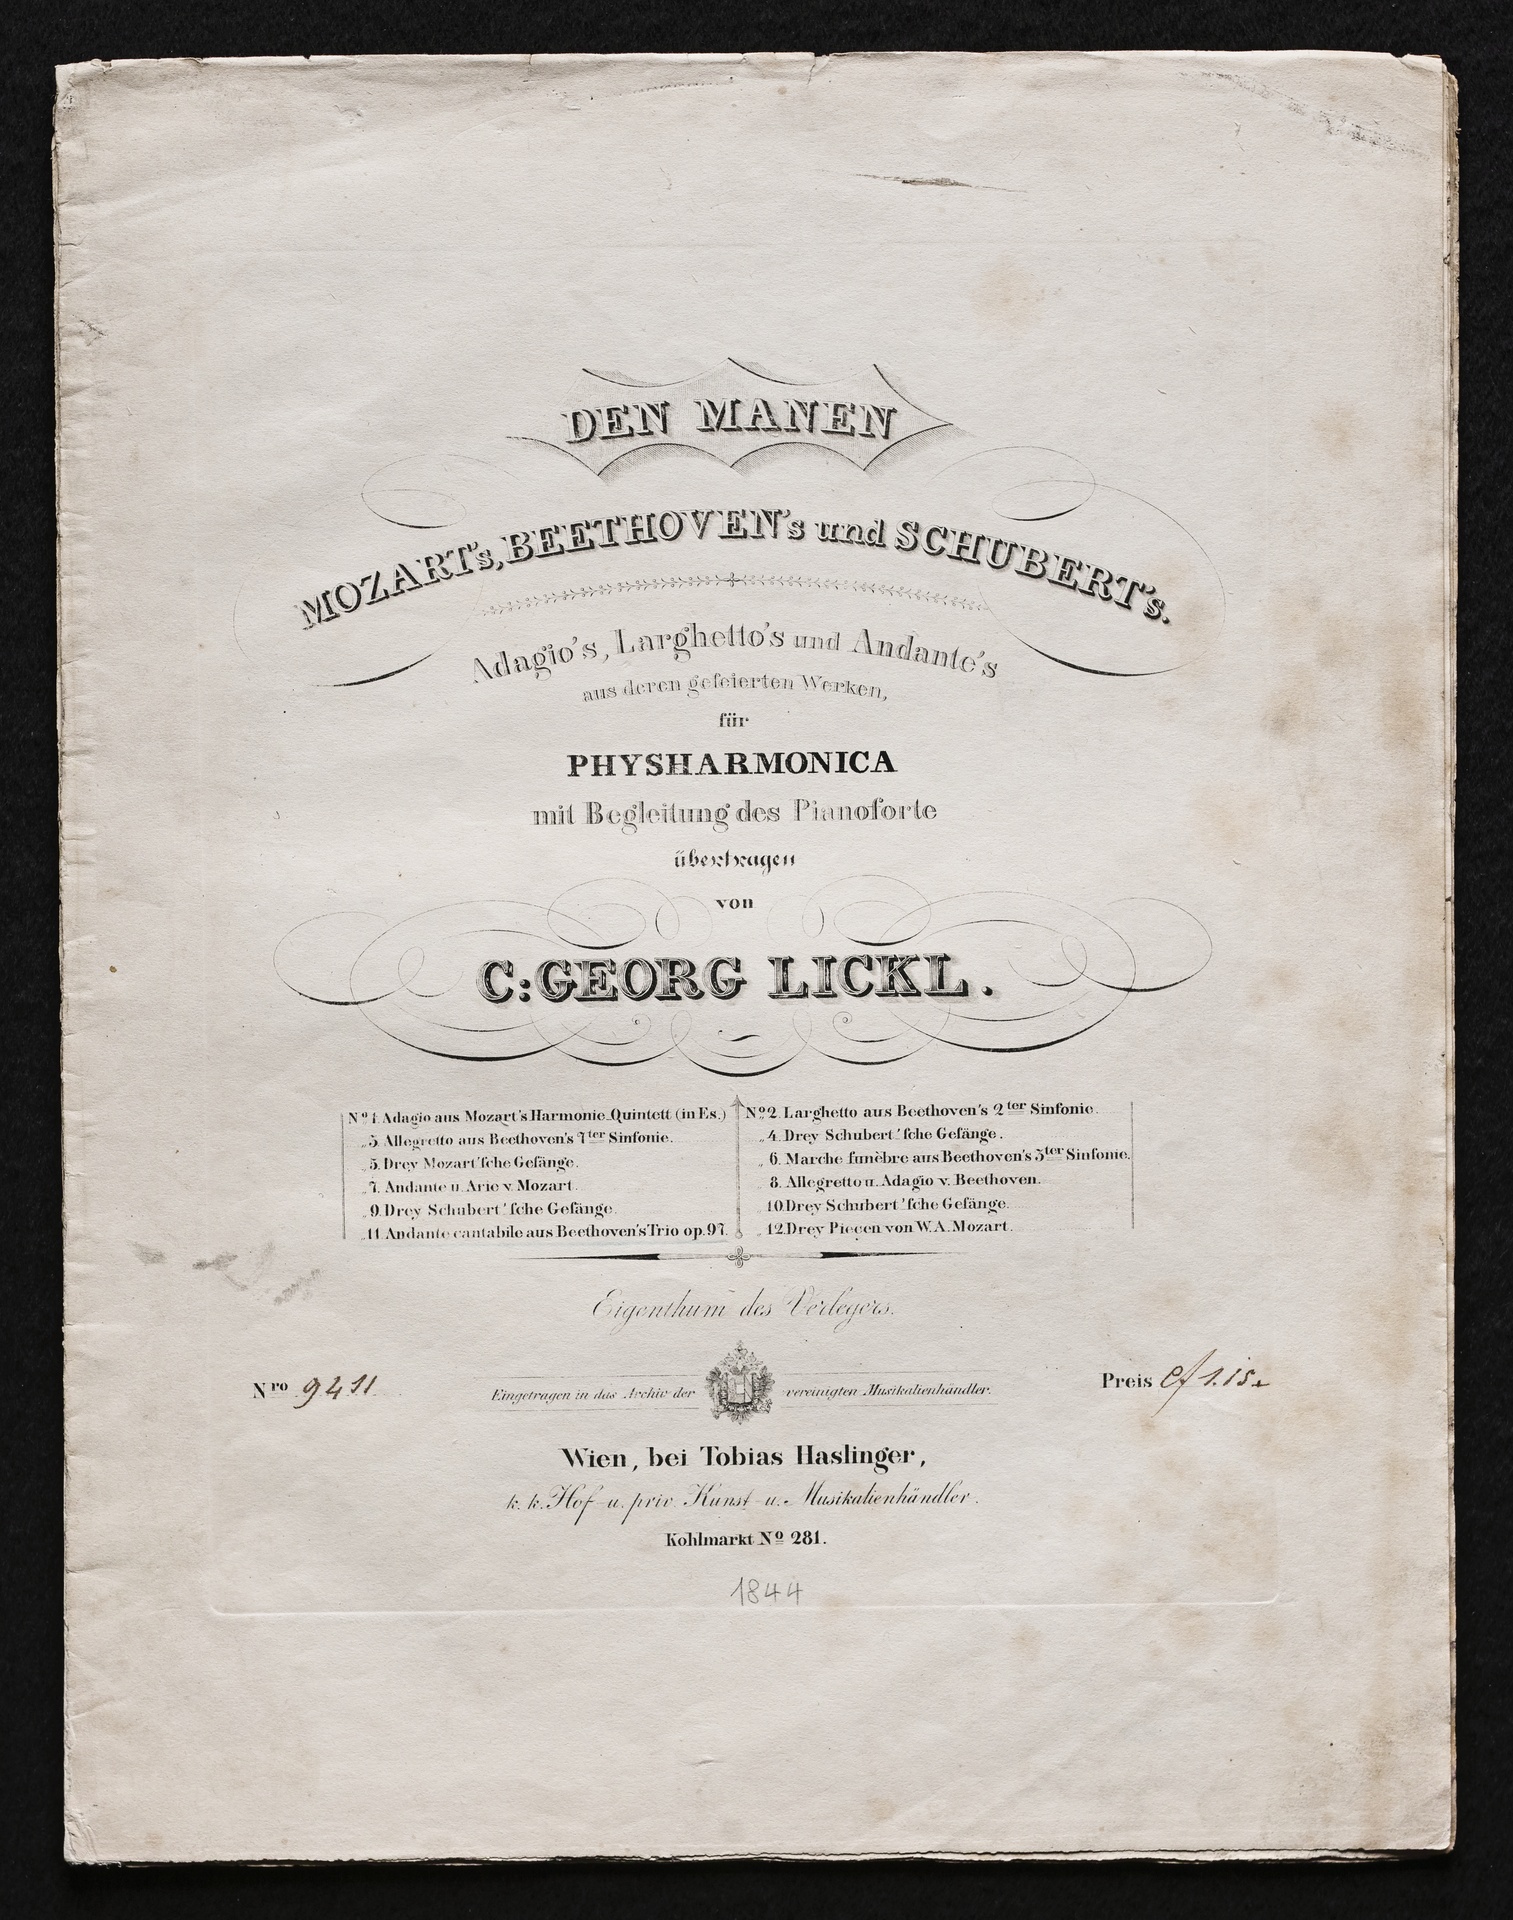 DEN MANEN
MOZART's, BEETHOVEN's und SCHUBERT's.
Adagio's, Larghetto's und Andante's
aus deren gefeierten Werken,
für
PHYSHARMONICA
mit Begleitung des Pianoforte
übertragen
von
C: GEORG LICKL.
Nº 1. Adagio aus Mozart's Harmonie-Quintett (in Es.)
„ 3. Allegretto aus Beethoven's 7ter Sinfonie.
„ 5. Drey Mozart'sche Gesänge.
„ 7. Andante u. Arie v. Mozart.
„ 9. Drey Schubert'sche Gesänge.
„ 11. Andante cantabile aus Beethoven's Trio op. 97.
Nº 2. Larghetto aus Beethoven's 2ter Sinfonie.
„ 4. Drey Schubert'sche Gesänge.
„ 6. Marche funèbre aus Beethoven's 3ter Sinfonie.
„ 8. Allegretto u. Adagio v. Beethoven.
„ 10. Drey Schubert'sche Gesänge.
„ 12. Drey Pieçen von W. A. Mozart.
Eigenthum des Verlegers.
Nro 9411
Eingetragen in das Archiv der vereinigten Musikalienhändler.
Preis f 1.15.
Wien, bei Tobias Haslinger,
k. k. Hof- u. priv. Kunst- u. Musikalienhändler.
Kohlmarkt Nº 281.
1844